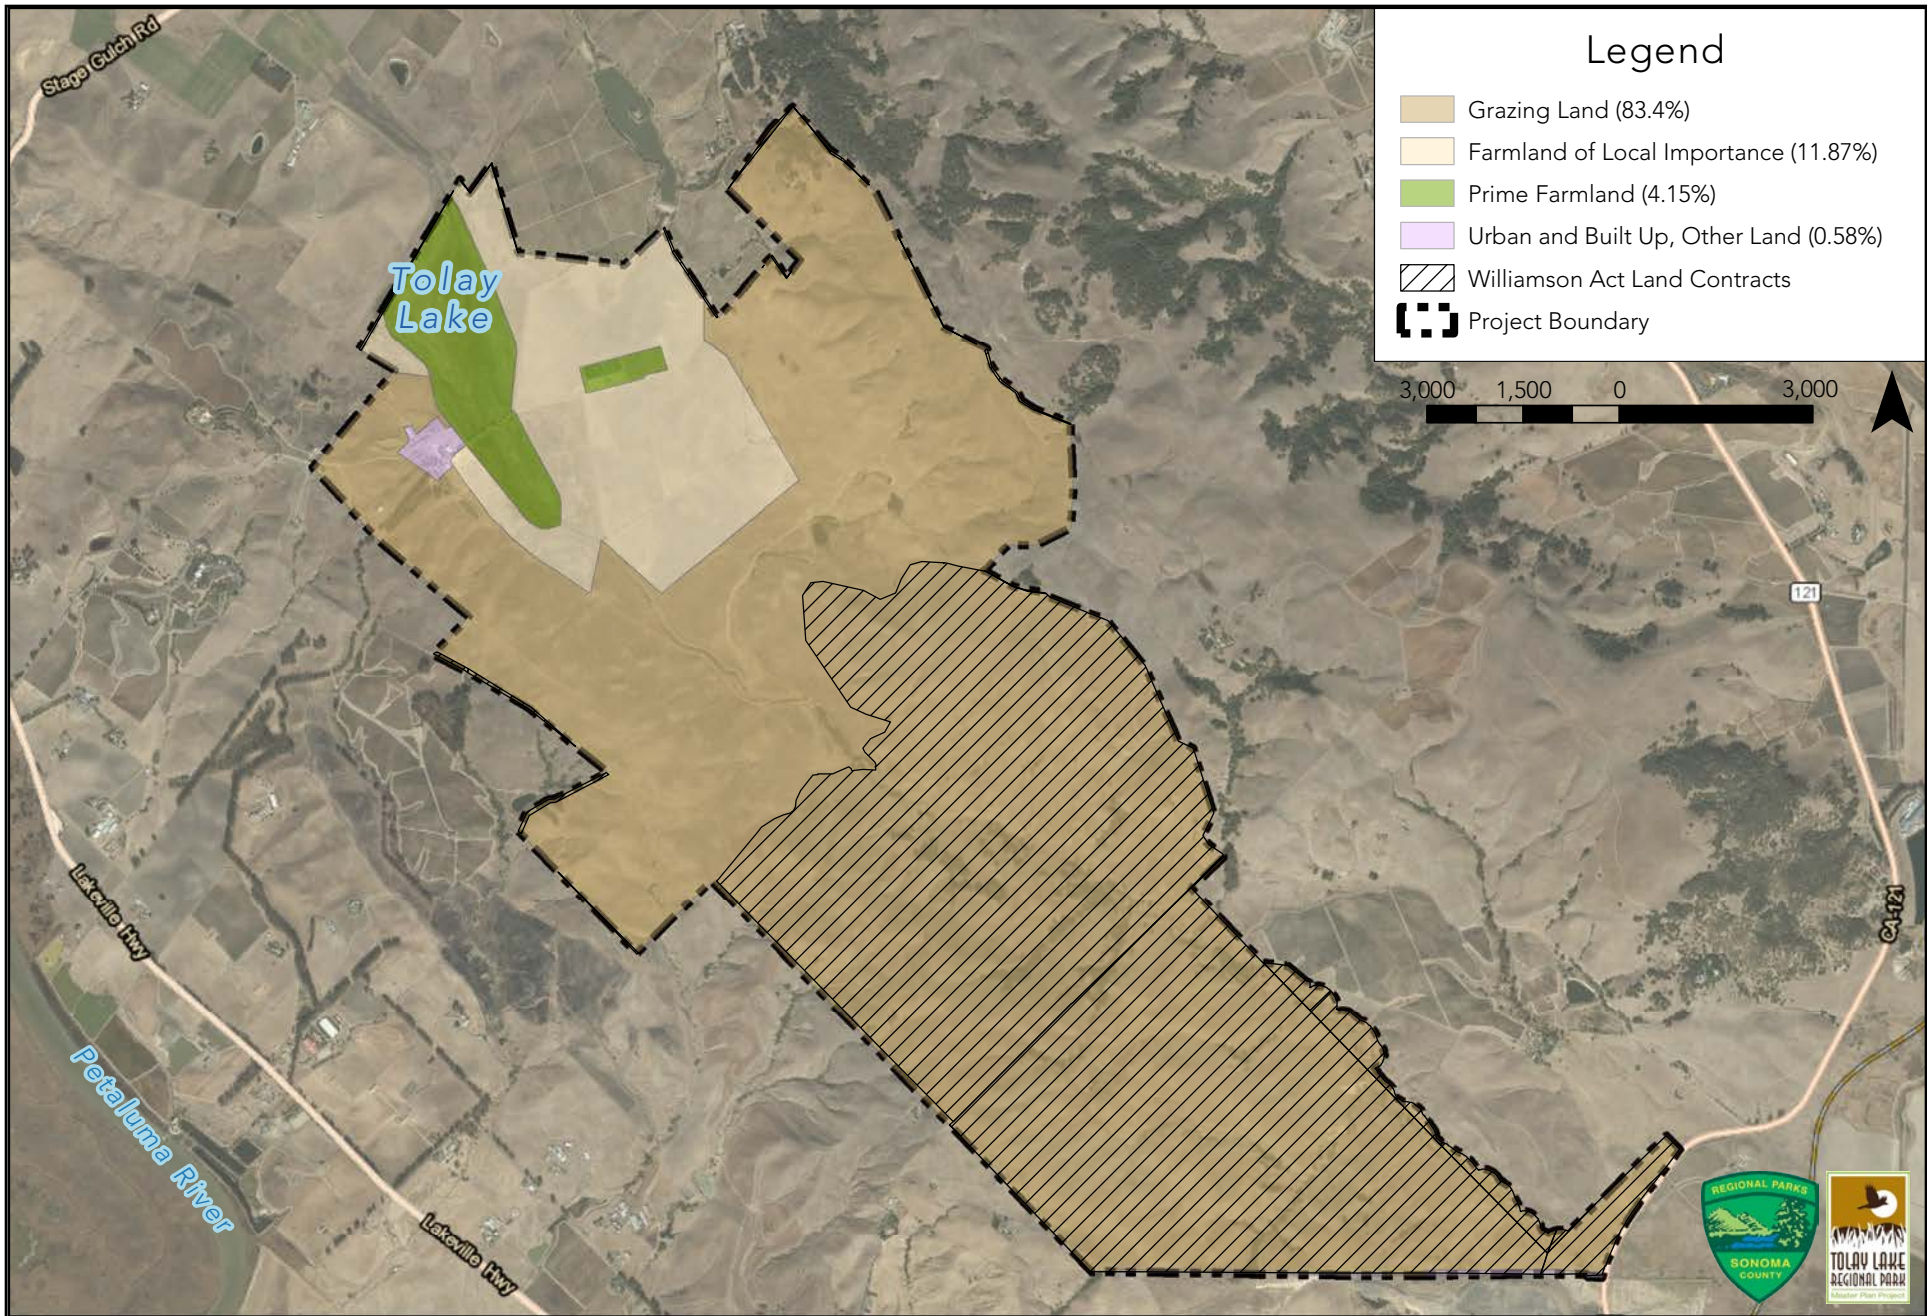 Stage Gulch Rd
Legend
Grazing Land (83.4%)
Farmland of Local Importance (11.87%)
Prime Farmland (4.15%)
Urban and Built Up, Other Land (0.58%)
Williamson Act Land Contracts
Project Boundary
3,000 1,500 0 3,000
Tolay
Lake
121
CA-121
Lakeville Hwy
Petaluma River
Lakeville Hwy
REGIONAL PARKS
SONOMA
COUNTY
TOLAY LAKE
REGIONAL PARK
Master Plan Project